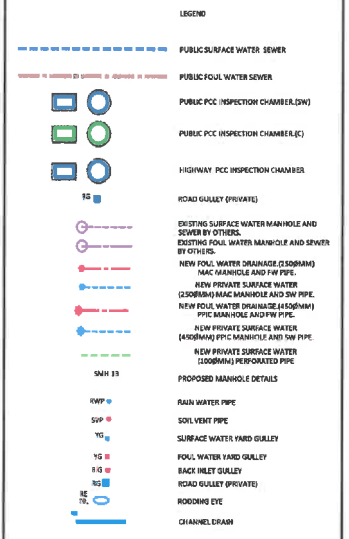 LEGEND
PUBLIC SURFACE WATER SEWER
PUBLIC FOUL WATER SEWER
PUBLIC PCC INSPECTION CHAMBER.(SW)
PUBLIC PCC INSPECTION CHAMBER.(C)
HIGHWAY PCC INSPECTION CHAMBER
RG ROAD GULLEY (PRIVATE)
EXISTING SURFACE WATER MANHOLE AND
SEWER BY OTHERS.
EXISTING FOUL WATER MANHOLE AND SEWER
BY OTHERS.
NEW FOUL WATER DRAINAGE.(250ØMM)
MAC MANHOLE AND FW PIPE.
NEW PRIVATE SURFACE WATER
(250ØMM) MAC MANHOLE AND SW PIPE.
NEW FOUL WATER DRAINAGE.(450ØMM)
PPIC MANHOLE AND FW PIPE.
NEW PRIVATE SURFACE WATER
(450ØMM) PPIC MANHOLE AND SW PIPE.
NEW PRIVATE SURFACE WATER
(100ØMM) PERFORATED PIPE
SMH 13 PROPOSED MANHOLE DETAILS
RWP RAIN WATER PIPE
SVP SOIL VENT PIPE
YG SURFACE WATER YARD GULLEY
YG FOUL WATER YARD GULLEY
BIG BACK INLET GULLEY
RG ROAD GULLEY (PRIVATE)
RE
RODDING EYE
CHANNEL DRAIN